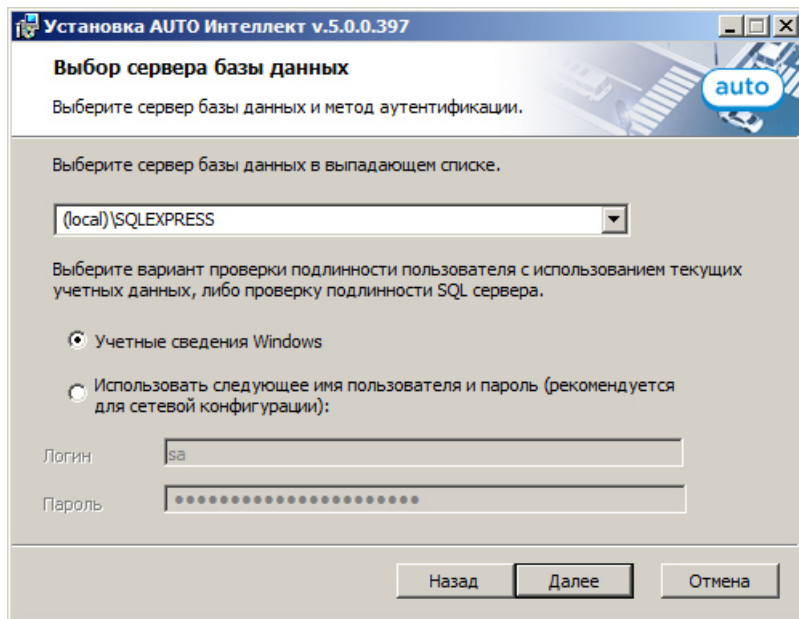 Установка AUTO Интеллект v.5.0.0.397
Выбор сервера базы данных
Выберите сервер базы данных и метод аутентификации.
auto
Выберите сервер базы данных в выпадающем списке.
(local)\SQLEXPRESS
Выберите вариант проверки подлинности пользователя с использованием текущих
учетных данных, либо проверку подлинности SQL сервера.
Учетные сведения Windows
Использовать следующее имя пользователя и пароль (рекомендуется
для сетевой конфигурации):
Логин
sa
Пароль
Назад
Далее
Отмена